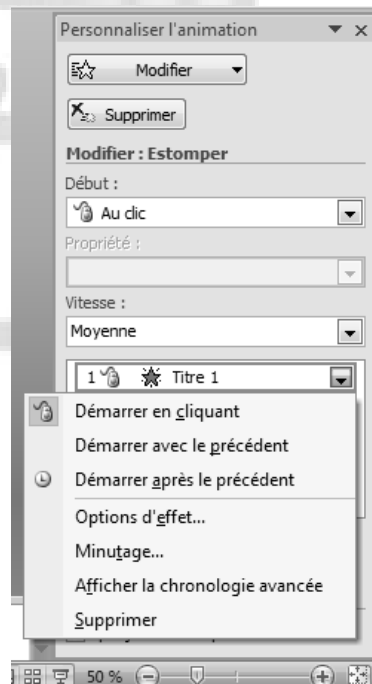 Personnaliser l'animation
Modifier
Supprimer
Modifier : Estomper
Début :
Au clic
Propriété :
Vitesse :
Moyenne
1 Titre 1
Démarrer en cliquant
Démarrer avec le précédent
Démarrer après le précédent
Options d'effet...
Minutage...
Afficher la chronologie avancée
Supprimer
50 %